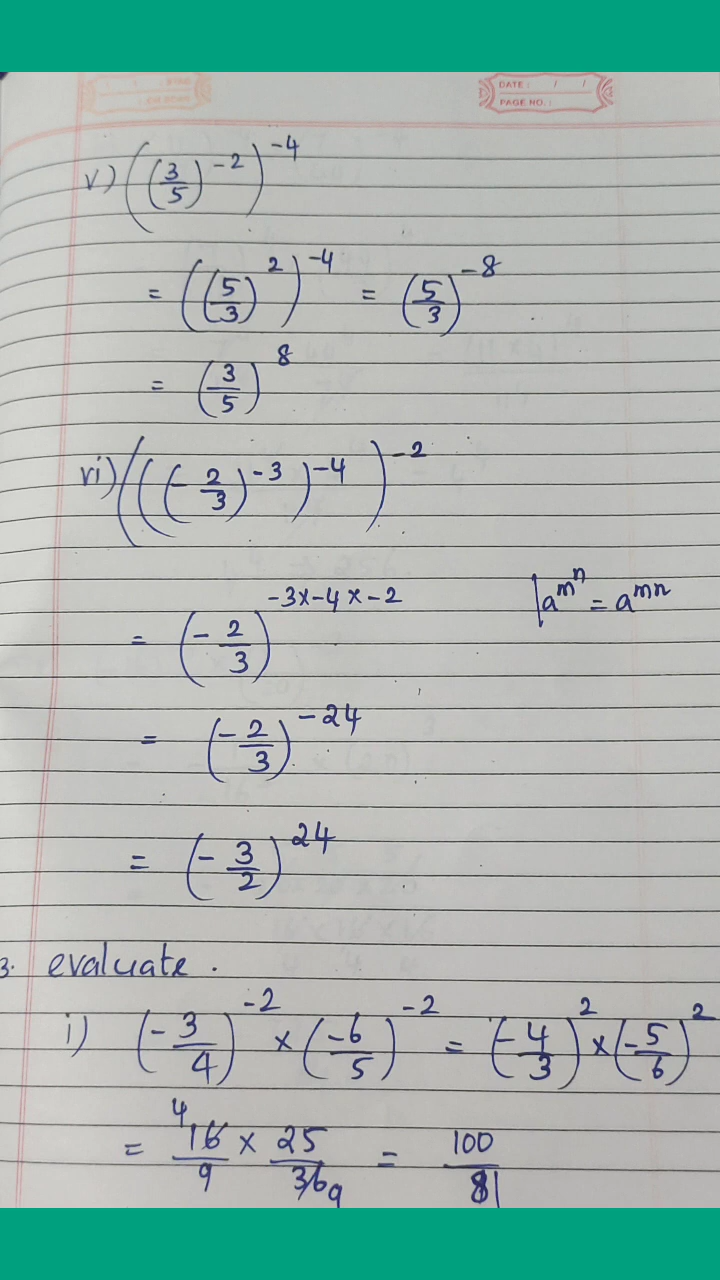 DATE : / /
PAGE NO. :
v) ((3/5)^-2)^-4
= ((5/3)^2)^-4 = (5/3)^-8
= (3/5)^8
vi) (((-2/3)^-3)^-4)^-2
= (-2/3)^-3x-4x-2 |a^m^n = a^mn
= (-2/3)^-24
= (-3/2)^24
3. evaluate.
i) (-3/4)^-2 × (-6/5)^-2 = (-4/3)^2 × (-5/6)^2
= 4 16/9 × 25/36 9 = 100/81